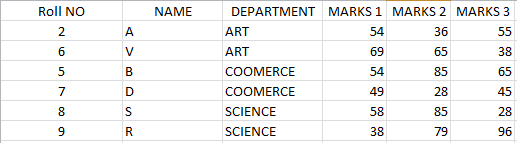 Roll NO NAME DEPARTMENT MARKS 1 MARKS 2 MARKS 3
2 A ART 54 36 55
6 V ART 69 65 38
5 B COOMERCE 54 85 65
7 D COOMERCE 49 28 45
8 S SCIENCE 58 85 28
9 R SCIENCE 38 79 96